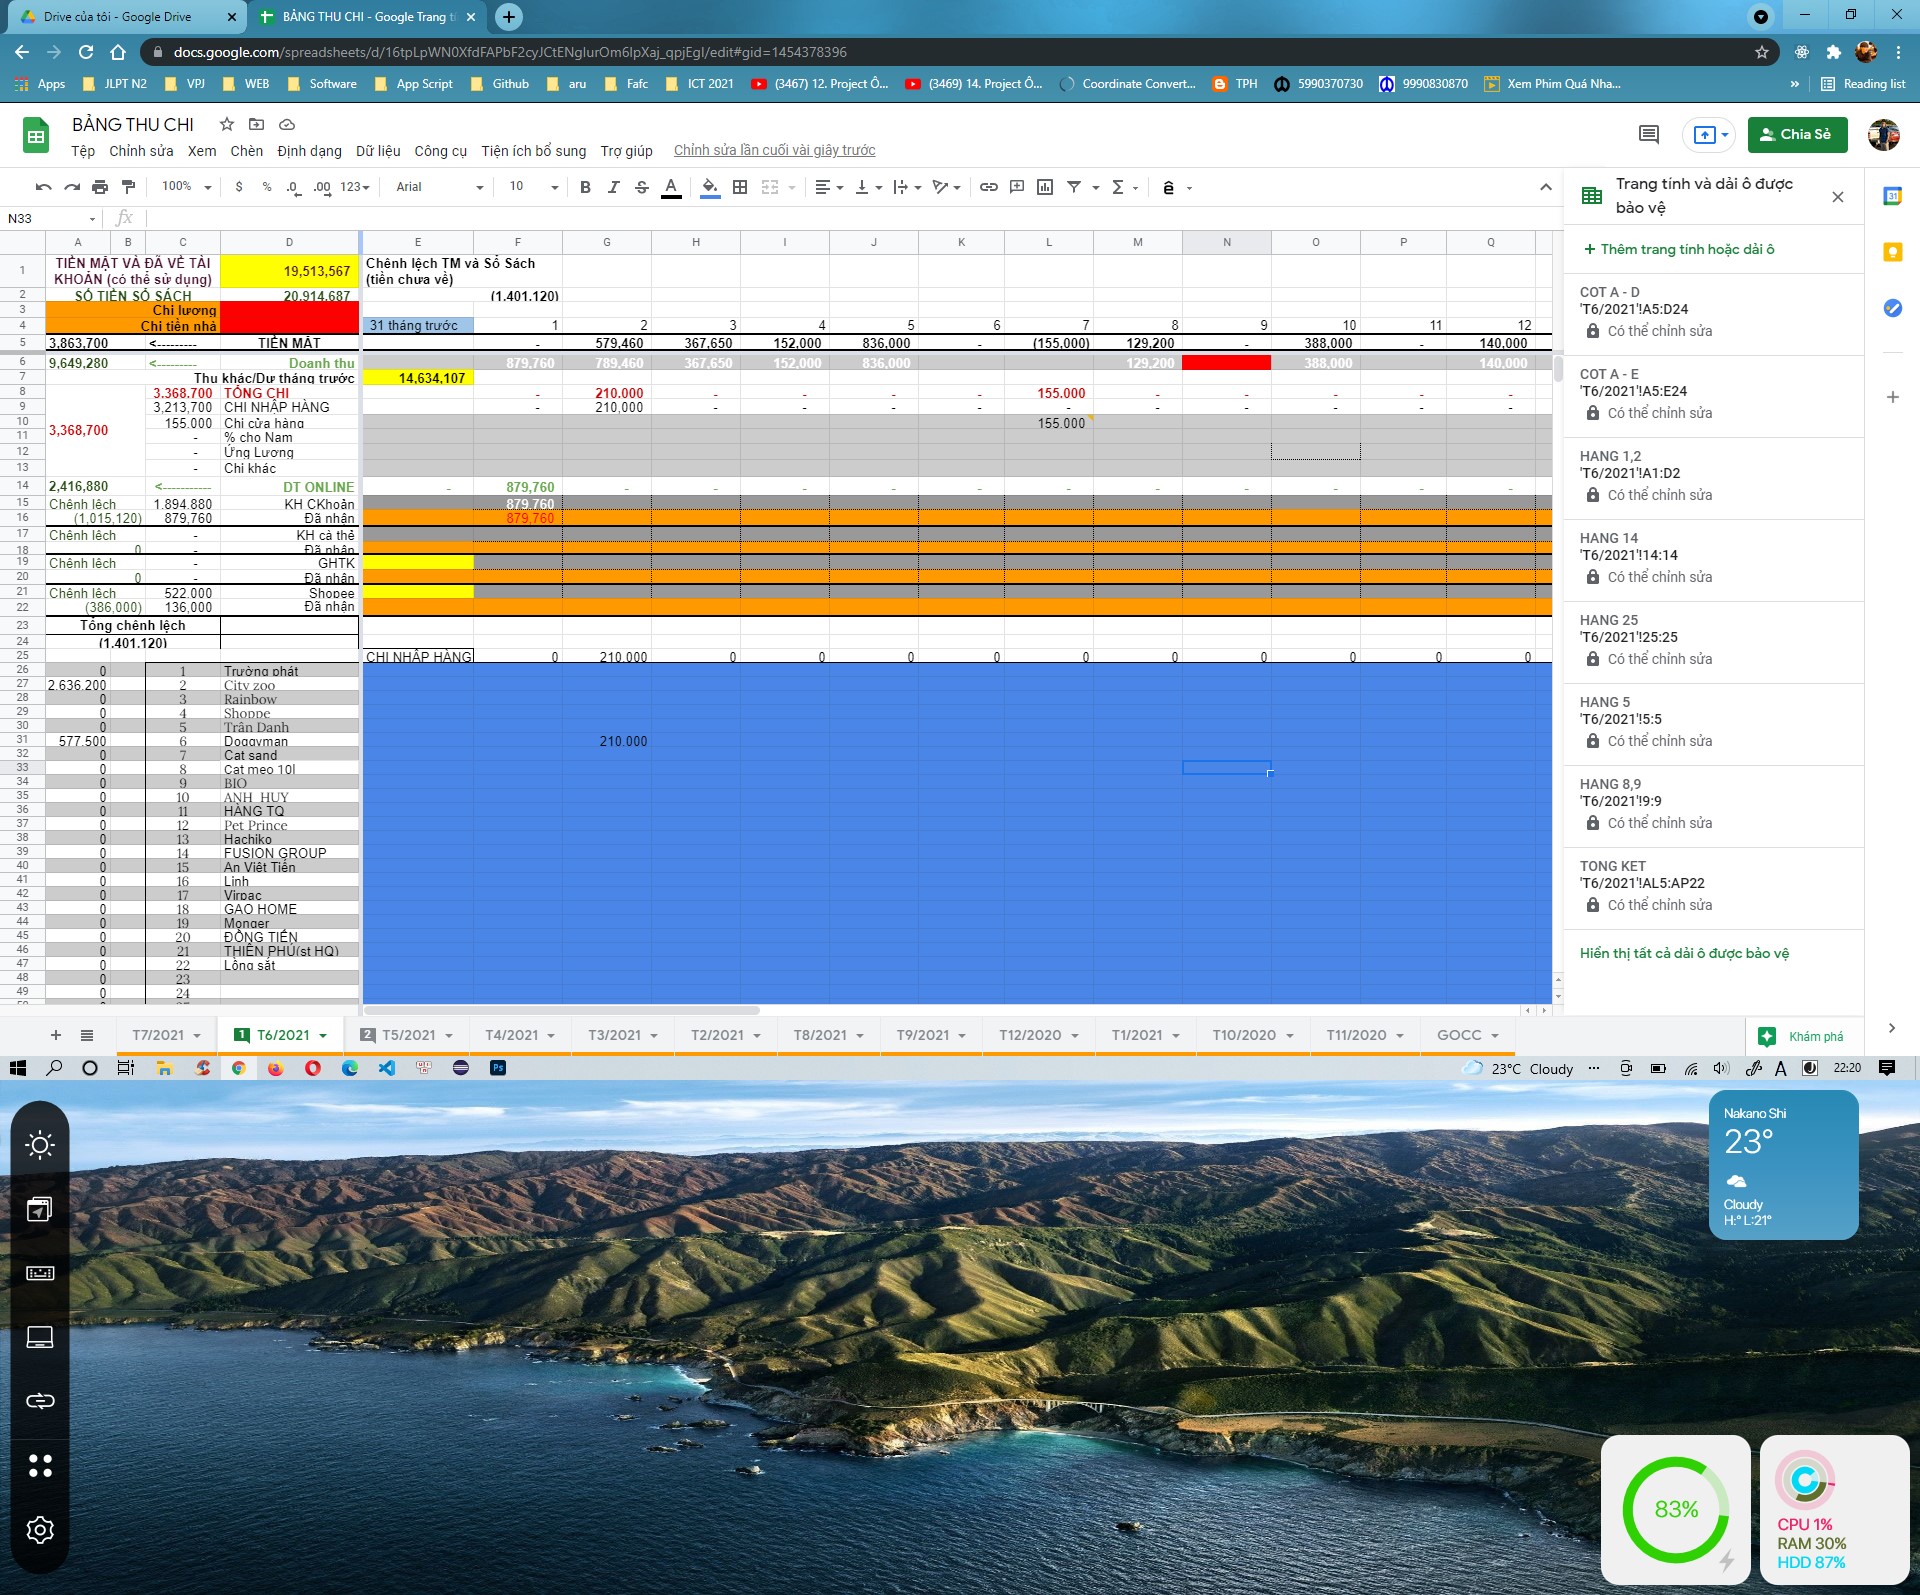 Drive của tôi - Google Drive
BẢNG THU CHI - Google Trang tí
docs.google.com/spreadsheets/d/16tpLpWN0XfdFAPbF2cyJCtENglurOm6lpXaj_qpjEgI/edit#gid=1454378396
Apps JLPT N2 VPJ WEB Software App Script Github aru Fafc ICT 2021 (3467) 12. Project Ô... (3469) 14. Project Ô... Coordinate Convert... TPH 5990370730 9990830870 Xem Phim Quá Nha... » Reading list
BẢNG THU CHI
Chia Sẻ
Tệp Chỉnh sửa Xem Chèn Định dạng Dữ liệu Công cụ Tiện ích bổ sung Trợ giúp Chỉnh sửa lần cuối vài giây trước
100% $ % .0 .00 123 Arial 10 B I S A Σ ê
N33 fx
A B C D E F G H I J K L M N O P Q
1 TIỀN MẶT VÀ ĐÃ VỀ TÀI KHOẢN (có thể sử dụng) 19,513,567 Chênh lệch TM và Sổ Sách (tiền chưa về)
2 SỐ TIỀN SỔ SÁCH 20,914,687 (1,401,120)
3 Chi lương
4 Chi tiền nhà 31 tháng trước 1 2 3 4 5 6 7 8 9 10 11 12
5 3,863,700 <--------- TIỀN MẶT - 579,460 367,650 152,000 836,000 - (155,000) 129,200 - 388,000 - 140,000
6 9,649,280 <--------- Doanh thu 879,760 789,460 367,650 152,000 836,000 129,200 388,000 140,000
7 Thu khác/Dư tháng trước 14,634,107
8 3,368,700 TỔNG CHI - 210,000 - - - - 155,000 - - - - -
9 3,213,700 CHI NHẬP HÀNG - 210,000 - - - - - - - - - -
10 155,000 Chi cửa hàng 155,000
11 3,368,700 - % cho Nam
12 - Ứng Lương
13 - Chi khác
14 2,416,880 <----------- DT ONLINE - 879,760 - - - - - - - - - - -
15 Chênh lệch 1,894,880 KH CKhoản 879,760
16 (1,015,120) 879,760 Đã nhận 879,760
17 Chênh lệch - KH cà thẻ
18 0 - Đã nhận
19 Chênh lệch - GHTK
20 0 - Đã nhận
21 Chênh lệch 522,000 Shopee
22 (386,000) 136,000 Đã nhận
23 Tổng chênh lệch
24 (1,401,120)
25 CHI NHẬP HÀNG 0 210,000 0 0 0 0 0 0 0 0 0 0
26 0 1 Trường phát
27 2,636,200 2 City zoo
28 0 3 Rainbow
29 0 4 Shoppe
30 0 5 Trân Danh
31 577,500 6 Doggyman 210,000
32 0 7 Cat sand
33 0 8 Cat meo 10l
34 0 9 BIO
35 0 10 ANH HUY
36 0 11 HÀNG TQ
37 0 12 Pet Prince
38 0 13 Hachiko
39 0 14 FUSION GROUP
40 0 15 An Việt Tiến
41 0 16 Linh
42 0 17 Virpac
43 0 18 GAO HOME
44 0 19 Monger
45 0 20 ĐỒNG TIẾN
46 0 21 THIÊN PHÚ(st HQ)
47 0 22 Lồng sắt
48 0 23
49 0 24
Trang tính và dải ô được bảo vệ
+ Thêm trang tính hoặc dải ô
COT A - D
'T6/2021'!A5:D24
Có thể chỉnh sửa
COT A - E
'T6/2021'!A5:E24
Có thể chỉnh sửa
HANG 1,2
'T6/2021'!A1:D2
Có thể chỉnh sửa
HANG 14
'T6/2021'!14:14
Có thể chỉnh sửa
HANG 25
'T6/2021'!25:25
Có thể chỉnh sửa
HANG 5
'T6/2021'!5:5
Có thể chỉnh sửa
HANG 8,9
'T6/2021'!9:9
Có thể chỉnh sửa
TONG KET
'T6/2021'!AL5:AP22
Có thể chỉnh sửa
Hiển thị tất cả dải ô được bảo vệ
31
T7/2021 1 T6/2021 2 T5/2021 T4/2021 T3/2021 T2/2021 T8/2021 T9/2021 T12/2020 T1/2021 T10/2020 T11/2020 GOCC Khám phá
Ps 23°C Cloudy A 22:20
Nakano Shi
23°
Cloudy
H:° L:21°
83%
CPU 1%
RAM 30%
HDD 87%